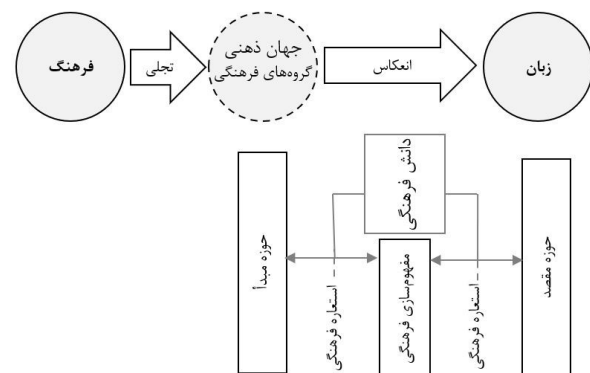 فرهنگ
تجلی
جهان ذهنی
گروه‌های فرهنگی
انعکاس
زبان
دانش فرهنگی
حوزه مبدأ
استعاره فرهنگی
مفهوم‌سازی فرهنگی
استعاره فرهنگی
حوزه مقصد